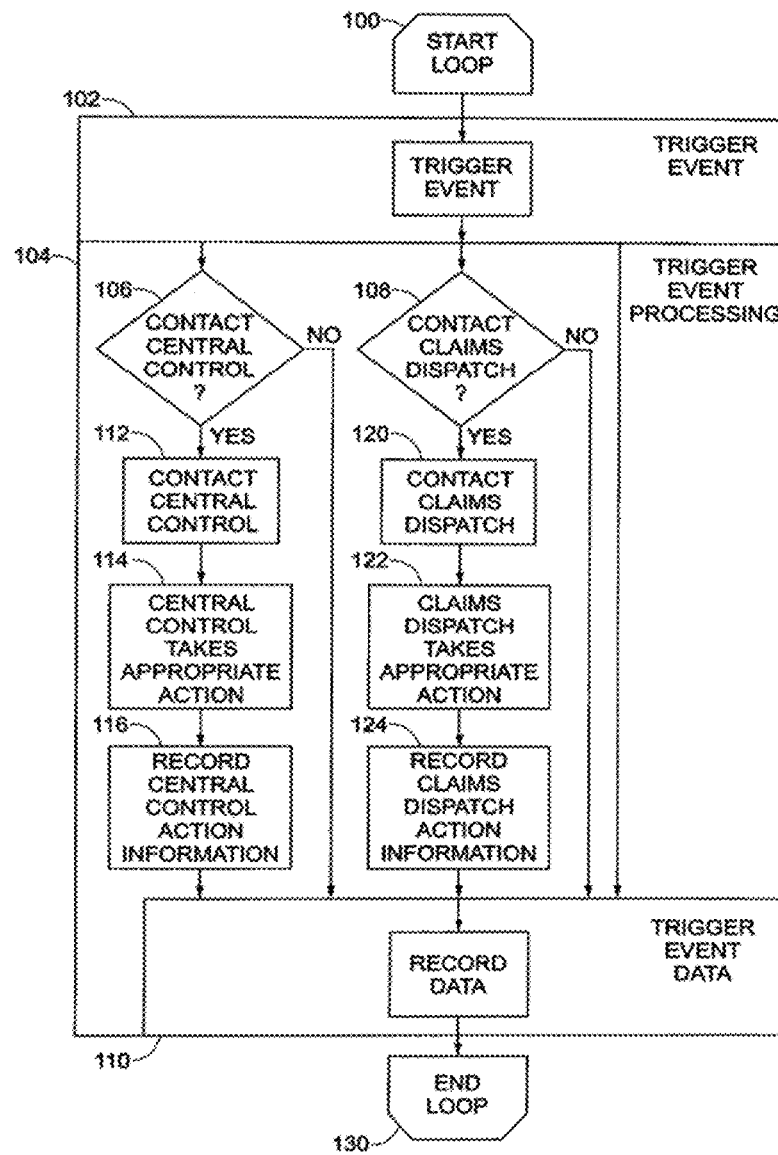 100
START
LOOP
102
TRIGGER
EVENT
TRIGGER
EVENT
104
TRIGGER
EVENT
PROCESSING
106
CONTACT
CENTRAL
CONTROL
?
NO
YES
108
CONTACT
CLAIMS
DISPATCH
?
NO
YES
112
CONTACT
CENTRAL
CONTROL
120
CONTACT
CLAIMS
DISPATCH
114
CENTRAL
CONTROL
TAKES
APPROPRIATE
ACTION
122
CLAIMS
DISPATCH
TAKES
APPROPRIATE
ACTION
116
RECORD
CENTRAL
CONTROL
ACTION
INFORMATION
124
RECORD
CLAIMS
DISPATCH
ACTION
INFORMATION
TRIGGER
EVENT
DATA
RECORD
DATA
110
END
LOOP
130